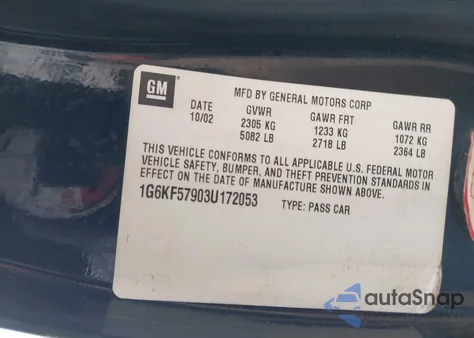 GM
MFD BY GENERAL MOTORS CORP
DATE GVWR GAWR FRT GAWR RR
10/02 2305 KG 1233 KG 1072 KG
5082 LB 2718 LB 2364 LB
THIS VEHICLE CONFORMS TO ALL APPLICABLE U.S. FEDERAL MOTOR
VEHICLE SAFETY, BUMPER, AND THEFT PREVENTION STANDARDS IN
EFFECT ON THE DATE OF MANUFACTURE SHOWN ABOVE.
1G6KF57903U172053 TYPE: PASS CAR
autoSnap